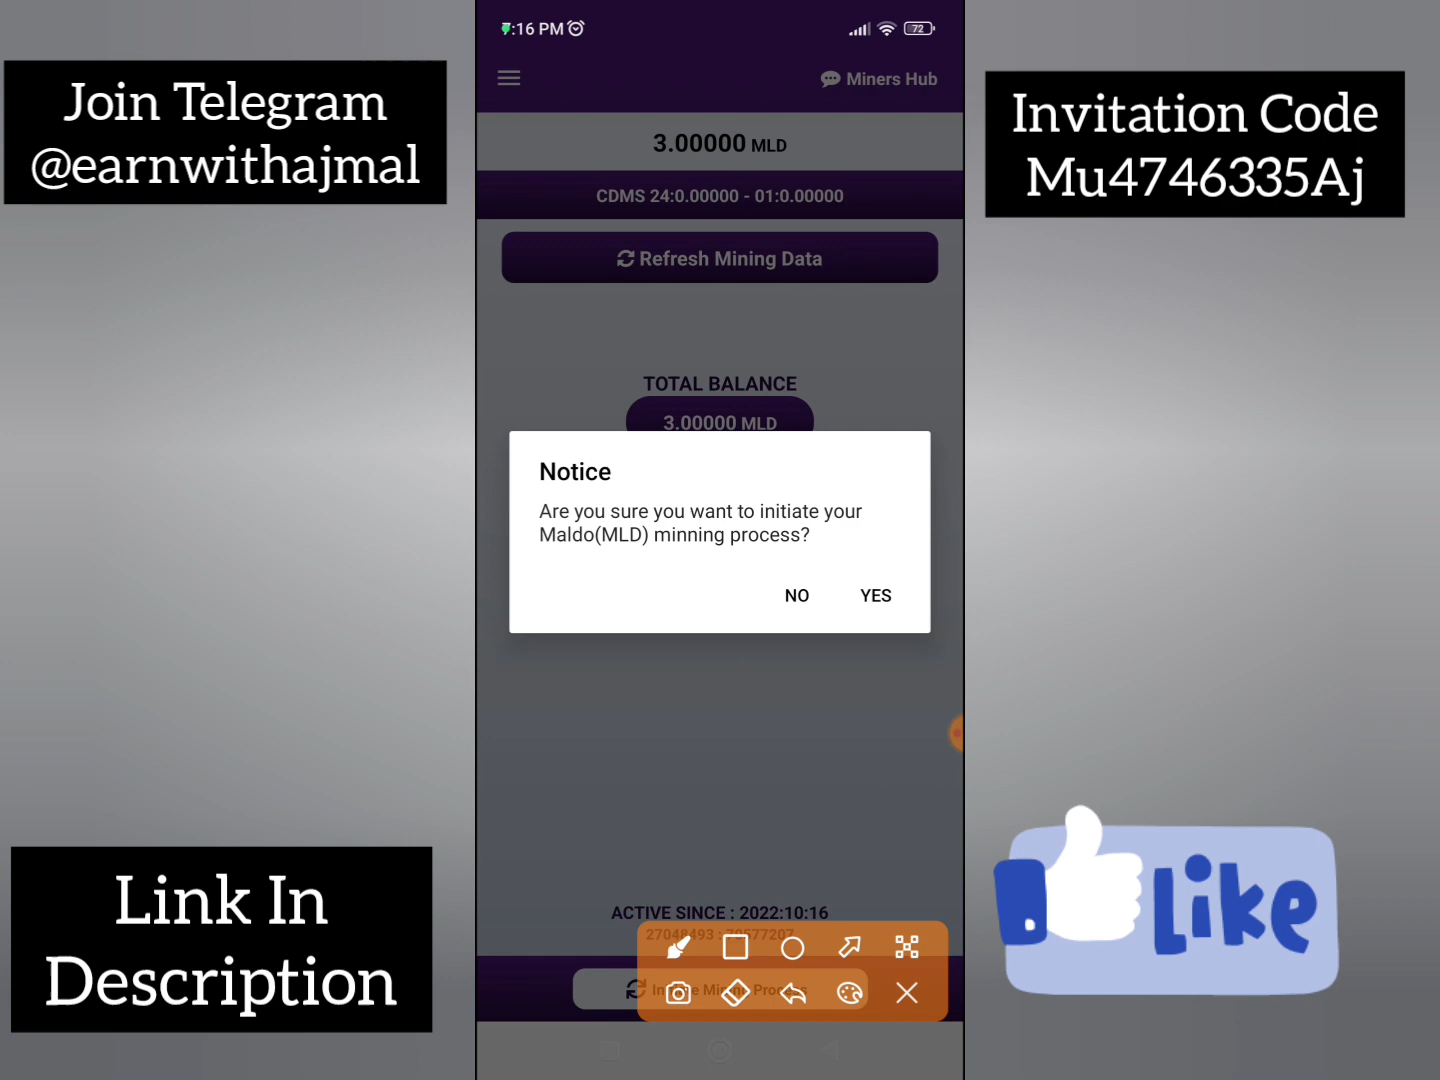 Join Telegram
@earnwithajmal
Invitation Code
Mu4746335Aj
:16 PM
72
Miners Hub
3.00000 MLD
CDMS 24:0.00000 - 01:0.00000
Refresh Mining Data
TOTAL BALANCE
3.00000 MLD
Notice
Are you sure you want to initiate your
Maldo(MLD) minning process?
NO YES
ACTIVE SINCE : 2022:10:16
Link In
Description
Like